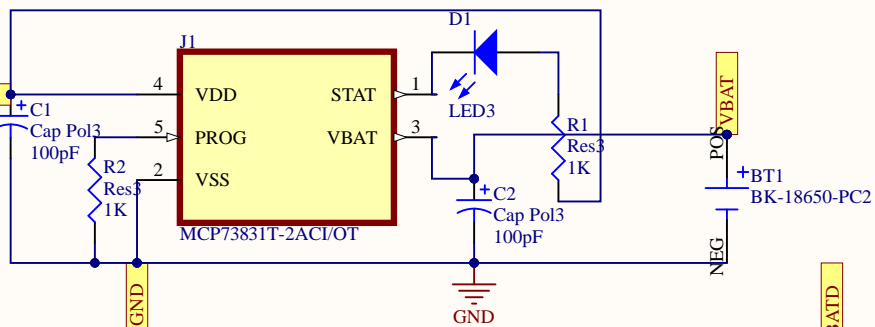 D1
J1
4
VDD
STAT
1
LED3
C1
Cap Pol3
100pF
5
PROG
VBAT
3
R1
Res3
1K
POS
VBAT
R2
Res3
1K
2
VSS
C2
Cap Pol3
100pF
BT1
BK-18650-PC2
MCP73831T-2ACI/OT
NEG
GND
GND
BATD